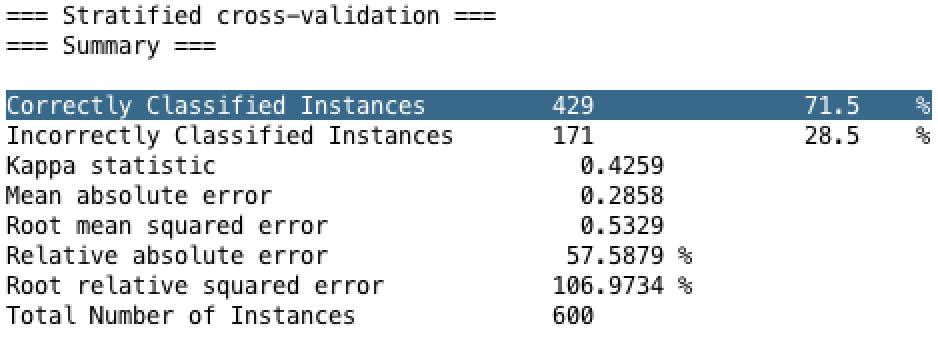 === Stratified cross-validation ===
=== Summary ===
Correctly Classified Instances 429 71.5 %
Incorrectly Classified Instances 171 28.5 %
Kappa statistic 0.4259
Mean absolute error 0.2858
Root mean squared error 0.5329
Relative absolute error 57.5879 %
Root relative squared error 106.9734 %
Total Number of Instances 600